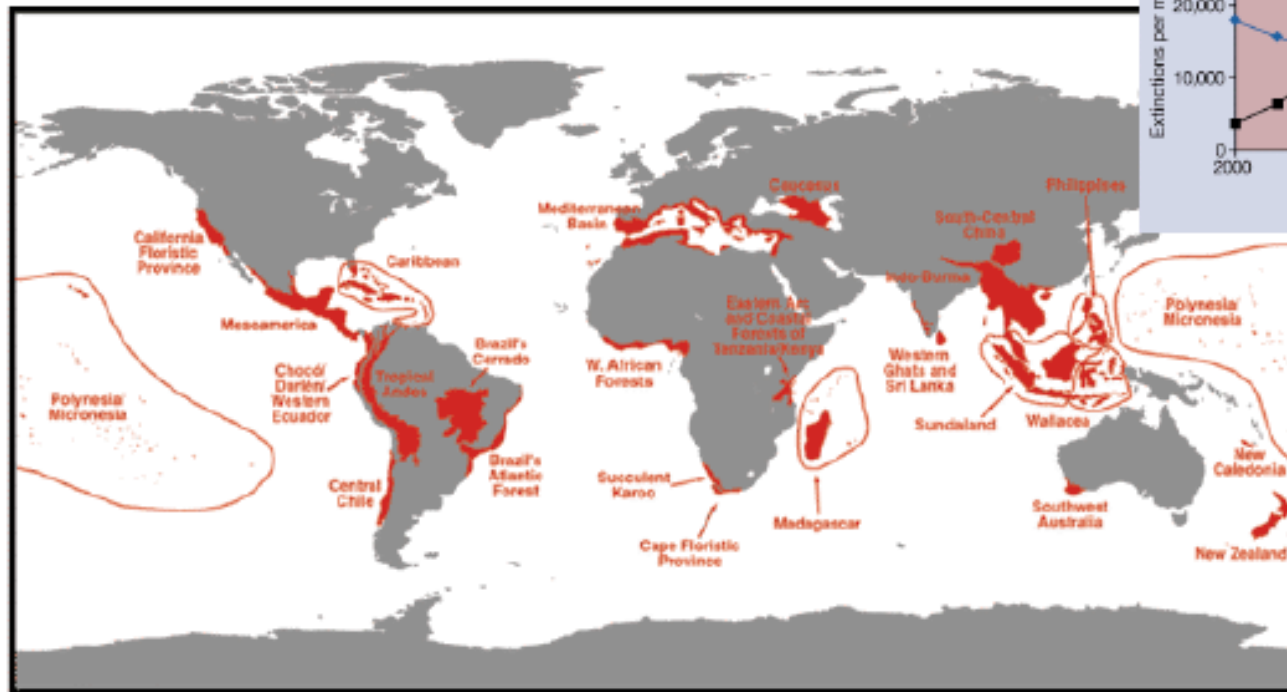 20,000
Extinctions per m
10,000
0
2000
Philippines
Caucasus
Mediterranean
Basin
South-Central
China
California
Floristic
Province
Caribbean
Indo-Burma
Polynesia/
Micronesia
Mesoamerica
Eastern Arc
and Coastal
Forests of
Tanzania/Kenya
Brazil's
Cerrado
W. African
Forests
Western
Ghats and
Sri Lanka
Chocó/
Darién/
Western
Ecuador
Tropical
Andes
Polynesia/
Micronesia
Sundaland
Wallacea
New
Caledonia
Brazil's
Atlantic
Forest
Central
Chile
Succulent
Karoo
Madagascar
Southwest
Australia
Cape Floristic
Province
New Zealand